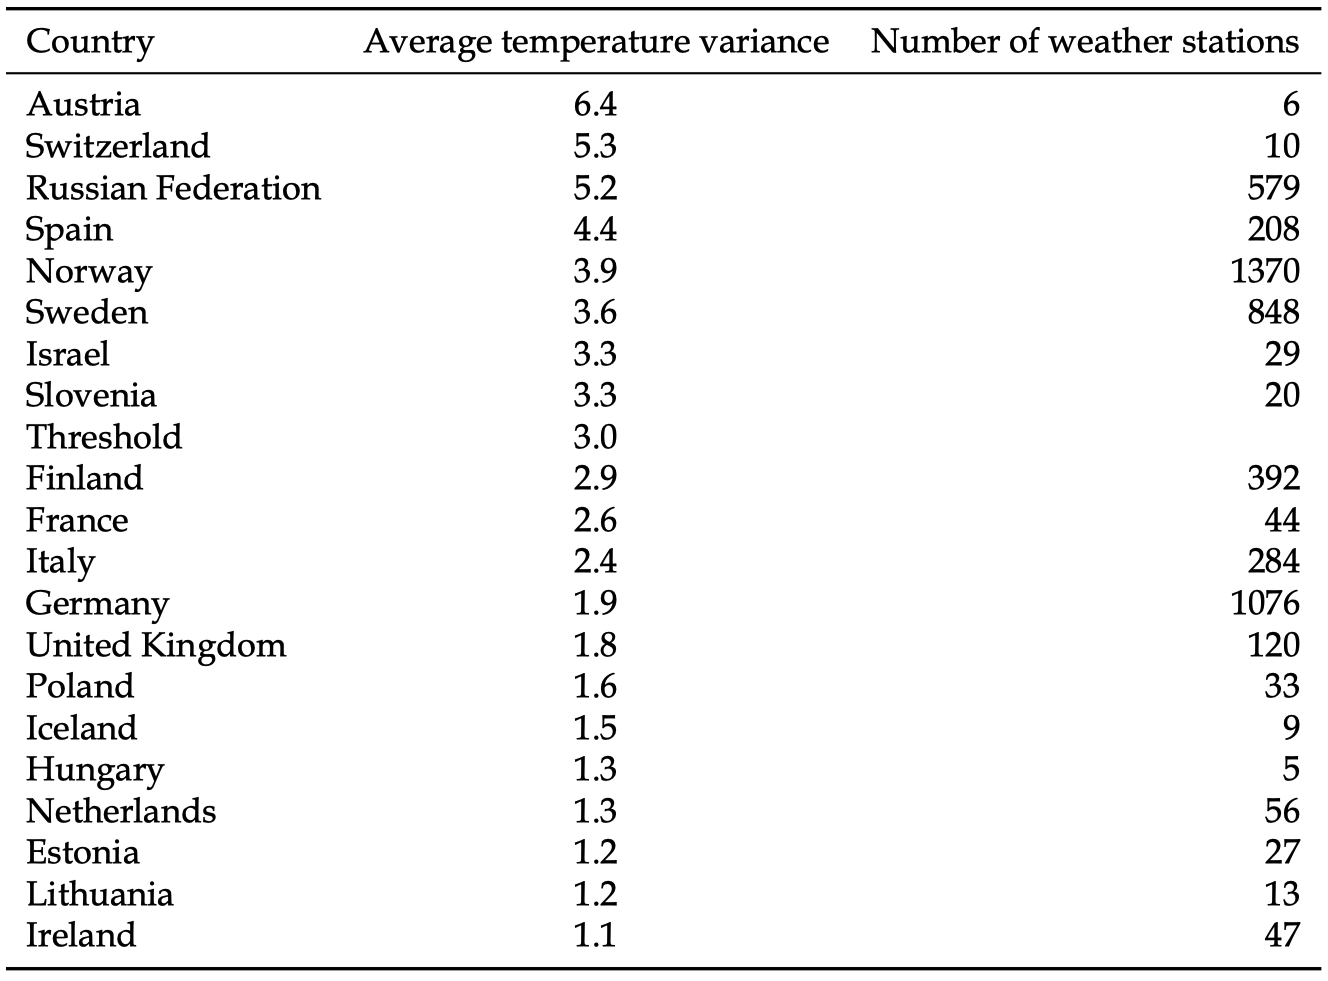 Country Average temperature variance Number of weather stations
Austria 6.4 6
Switzerland 5.3 10
Russian Federation 5.2 579
Spain 4.4 208
Norway 3.9 1370
Sweden 3.6 848
Israel 3.3 29
Slovenia 3.3 20
Threshold 3.0
Finland 2.9 392
France 2.6 44
Italy 2.4 284
Germany 1.9 1076
United Kingdom 1.8 120
Poland 1.6 33
Iceland 1.5 9
Hungary 1.3 5
Netherlands 1.3 56
Estonia 1.2 27
Lithuania 1.2 13
Ireland 1.1 47